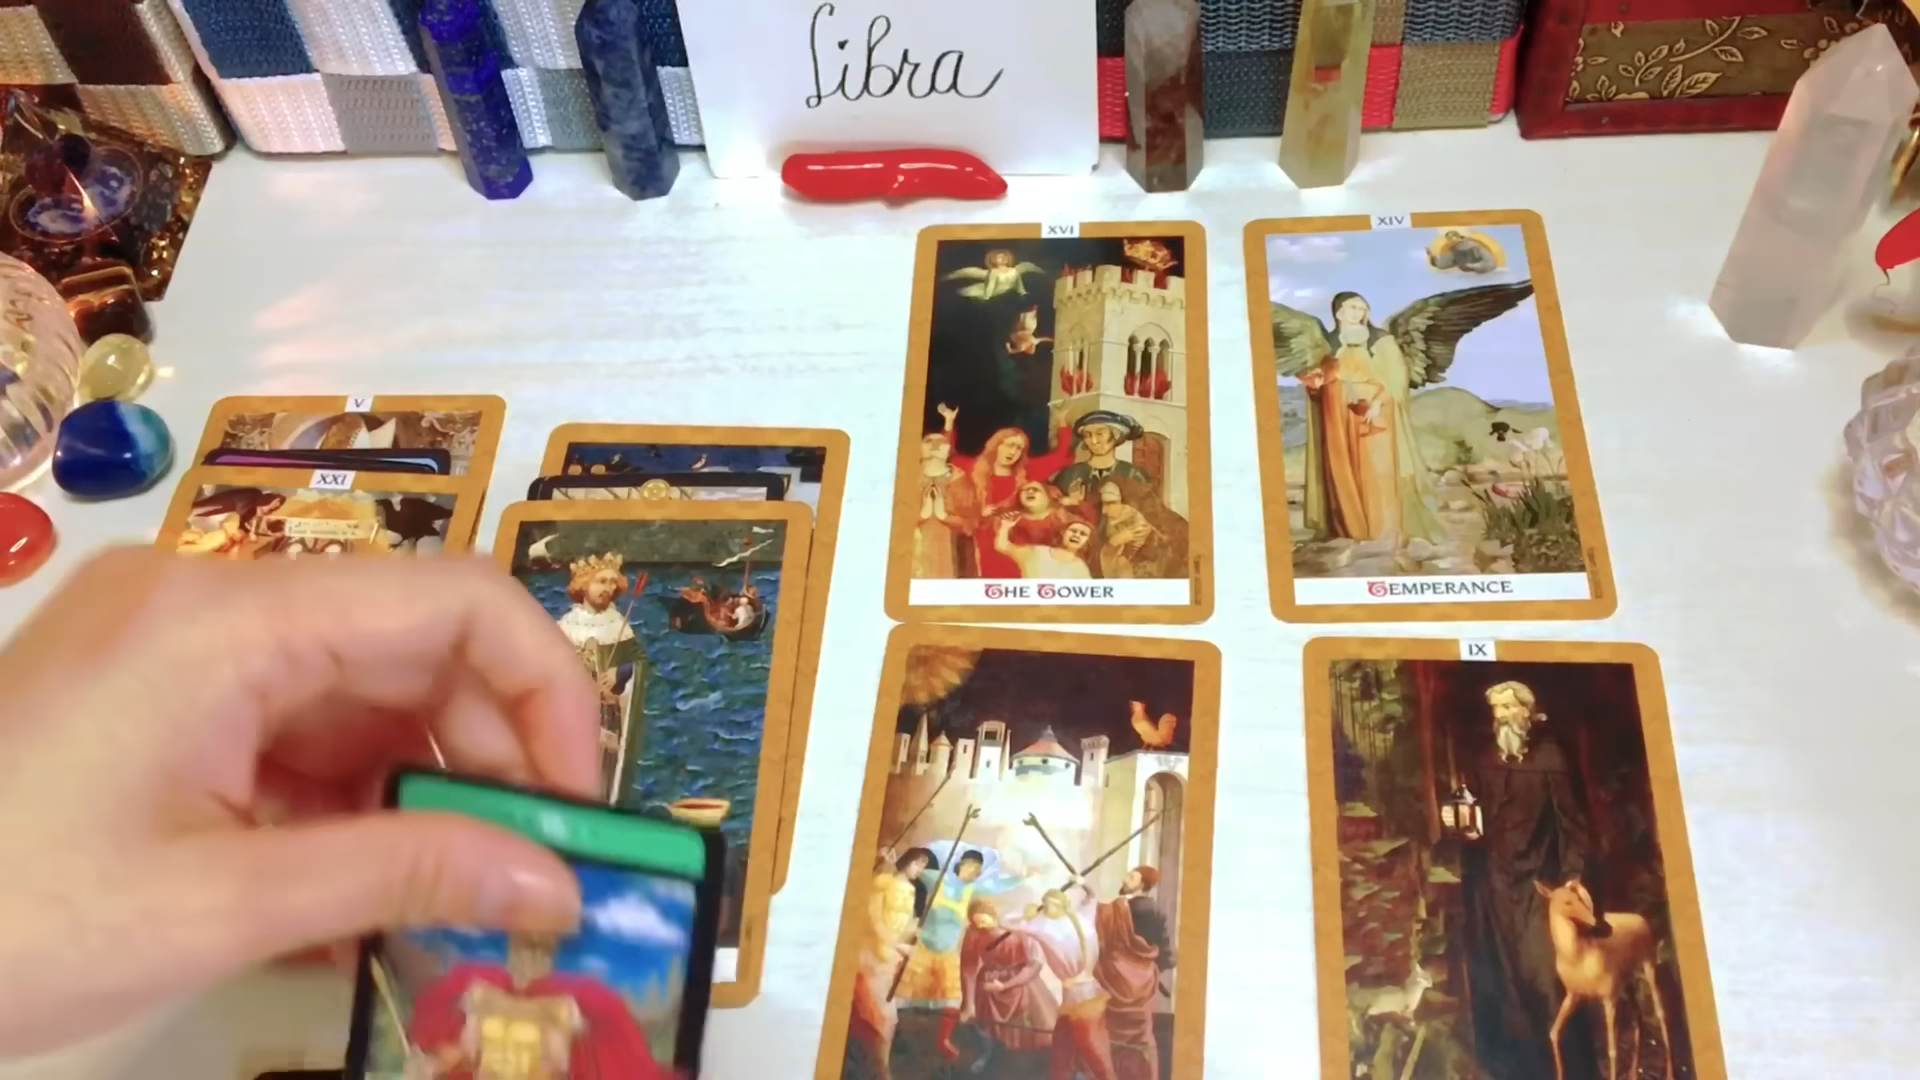 Libra
XVI
XIV
V
XXI
THE TOWER
TEMPERANCE
IX